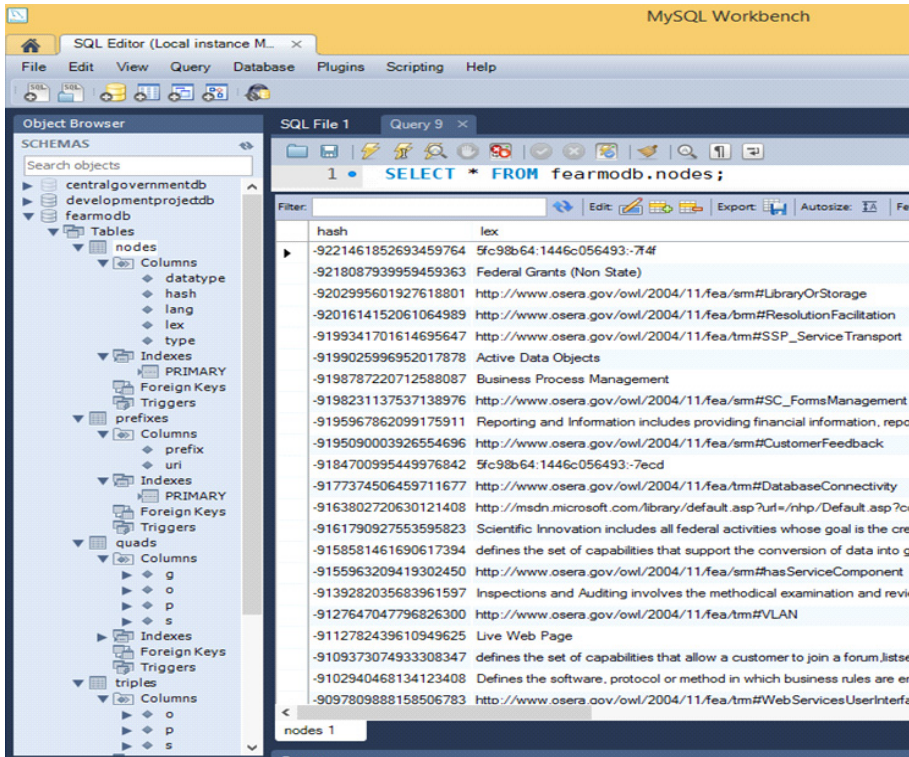 MySQL Workbench
SQL Editor (Local instance M...
File Edit View Query Database Plugins Scripting Help
Object Browser
SCHEMAS
Search objects
centralgovernmentdb
developmentprojectdb
fearmodb
Tables
nodes
Columns
datatype
hash
lang
lex
type
Indexes
PRIMARY
Foreign Keys
Triggers
prefixes
Columns
prefix
uri
Indexes
PRIMARY
Foreign Keys
Triggers
quads
Columns
g
o
p
s
Indexes
Foreign Keys
Triggers
triples
Columns
o
p
s
SQL File 1 Query 9
1 SELECT * FROM fearmodb.nodes;
Filter: Edit: Export: Autosize: Fe
hash lex
-9221461852693459764 5fc98b64:1446c056493:-7f4f
-9218087939959459363 Federal Grants (Non State)
-9202995601927618801 http://www.osera.gov/owl/2004/11/fea/srm#LibraryOrStorage
-9201614152061064989 http://www.osera.gov/owl/2004/11/fea/brm#ResolutionFacilitation
-9199341701614695647 http://www.osera.gov/owl/2004/11/fea/trm#SSP_ServiceTransport
-9199025996952017878 Active Data Objects
-9198787220712588087 Business Process Management
-9198231137537138976 http://www.osera.gov/owl/2004/11/fea/srm#SC_FormsManagement
-9195967862099175911 Reporting and Information includes providing financial information, repo
-9195090003926554696 http://www.osera.gov/owl/2004/11/fea/srm#CustomerFeedback
-9184700995449976842 5fc98b64:1446c056493:-7ecd
-9177374506459711677 http://www.osera.gov/owl/2004/11/fea/trm#DatabaseConnectivity
-9163802720630121408 http://msdn.microsoft.com/library/default.asp?url=/nhp/Default.asp?co
-9161790927553595823 Scientific Innovation includes all federal activities whose goal is the cre
-9158581461690617394 defines the set of capabilities that support the conversion of data into g
-9155963209419302450 http://www.osera.gov/owl/2004/11/fea/srm#hasServiceComponent
-9139282035683961597 Inspections and Auditing involves the methodical examination and revi
-9127647047796826300 http://www.osera.gov/owl/2004/11/fea/trm#VLAN
-9112782439610949625 Live Web Page
-9109373074933308347 defines the set of capabilities that allow a customer to join a forum,listse
-9102940468134123408 Defines the software, protocol or method in which business rules are en
-9097809888158506783 http://www.osera.gov/owl/2004/11/fea/trm#WebServicesUserInterfa
nodes 1